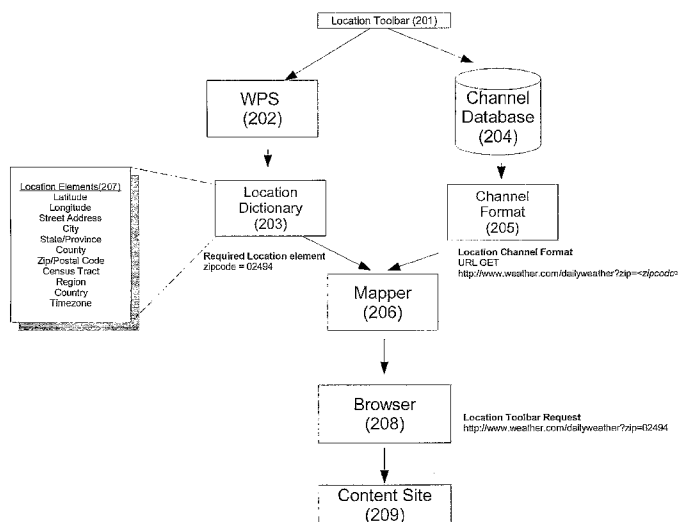 Location Toolbar (201)
WPS
(202)
Channel
Database
(204)
Location Elements(207)
Latitude
Longitude
Street Address
City
State/Province
County
Zip/Postal Code
Census Tract
Region
Country
Timezone
Location
Dictionary
(203)
Channel
Format
(205)
Required Location element
zipcode = 02494
Location Channel Format
URL GET
http://www.weather.com/dailyweather?zip=<zipcode>
Mapper
(206)
Browser
(208)
Location Toolbar Request
http://www.weather.com/dailyweather?zip=02494
Content Site
(209)